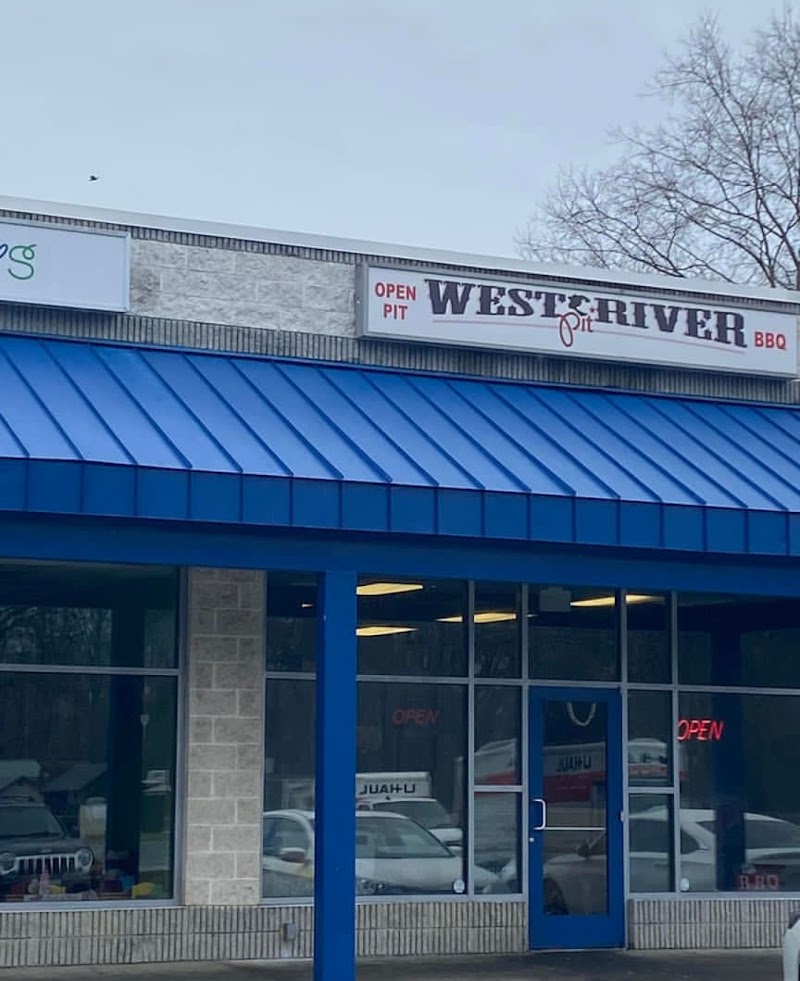 s
OPEN
PIT
WEST RIVER
Pit
BBQ
OPEN
OPEN
U-HAUL
U-HAUL
BBQ